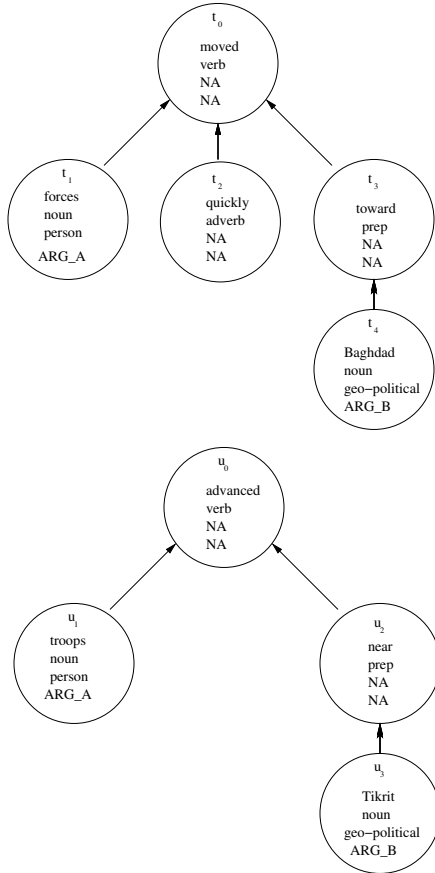 t0
moved
verb
NA
NA
t1
forces
noun
person
ARG_A
t2
quickly
adverb
NA
NA
t3
toward
prep
NA
NA
t4
Baghdad
noun
geo-political
ARG_B
u0
advanced
verb
NA
NA
u1
troops
noun
person
ARG_A
u2
near
prep
NA
NA
u3
Tikrit
noun
geo-political
ARG_B